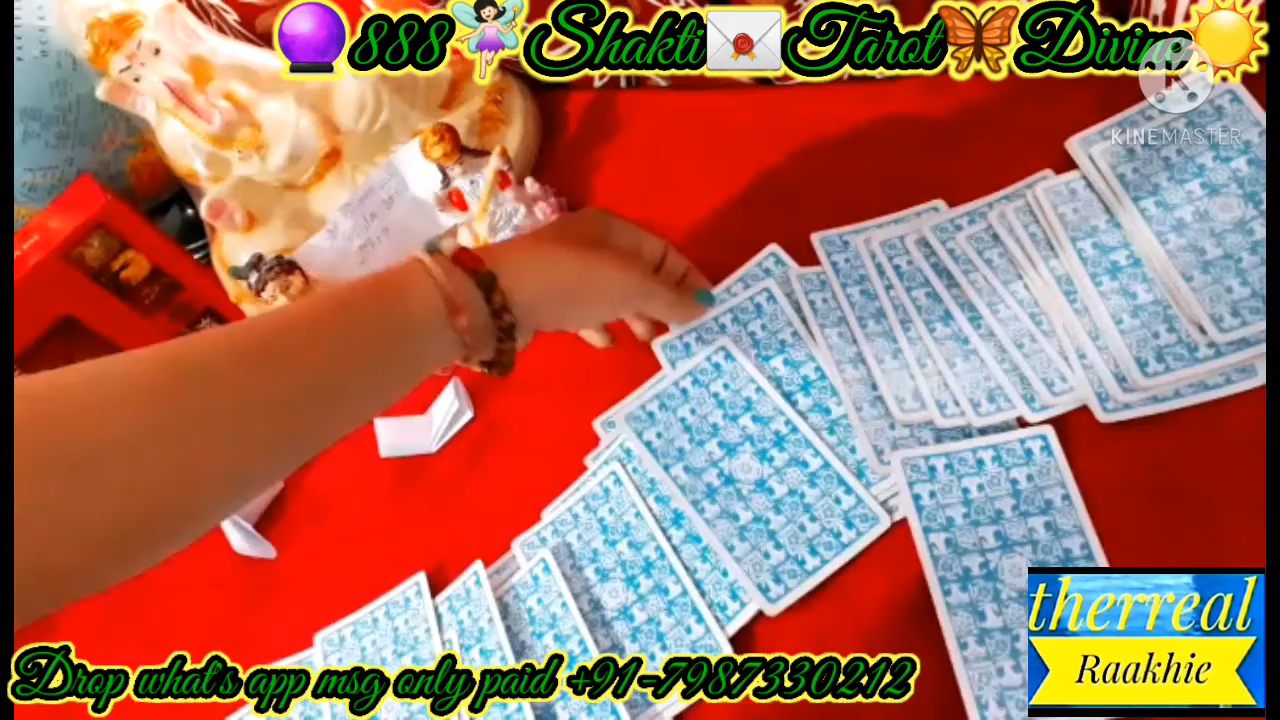 888 Shakti Tarot Divine
KINEMASTER
therreal
Raakhie
Drop what's app msg only paid +91-7987330212